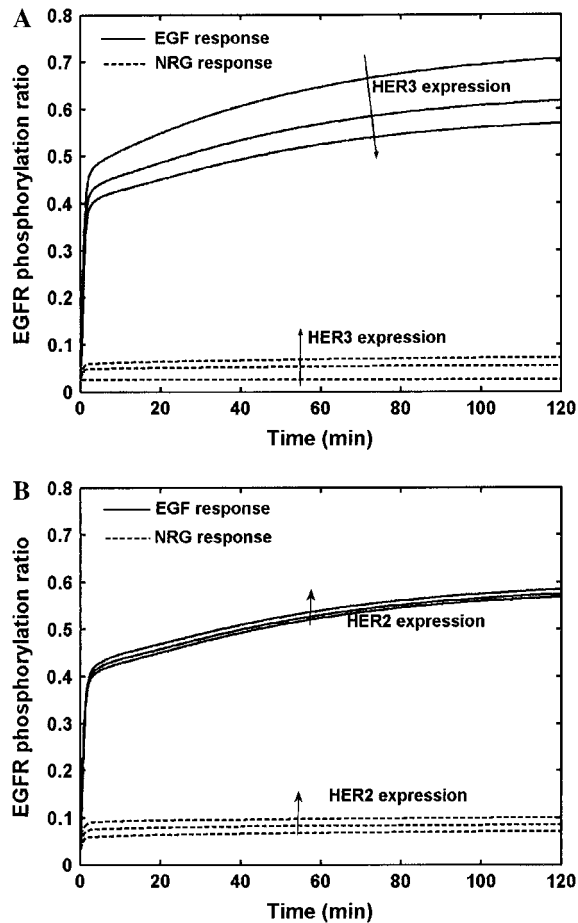 A
0.8
EGF response
NRG response
0.7
HER3 expression
0.6
0.5
0.4
0.3
0.2
0.1
HER3 expression
0
EGFR phosphorylation ratio
0 20 40 60 80 100 120
Time (min)
B
0.8
EGF response
NRG response
0.7
0.6
HER2 expression
0.5
0.4
0.3
0.2
0.1
HER2 expression
0
EGFR phosphorylation ratio
0 20 40 60 80 100 120
Time (min)